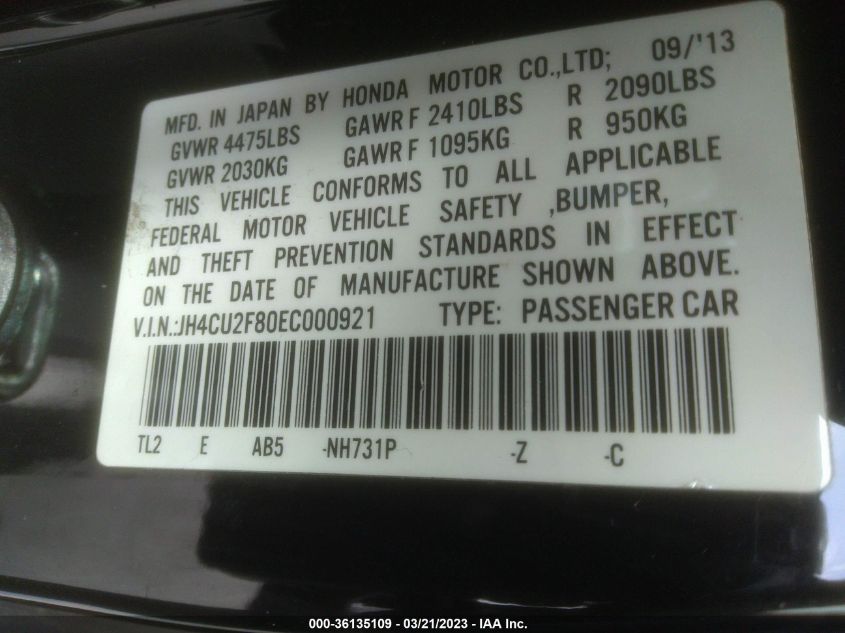 MFD. IN JAPAN BY HONDA MOTOR CO.,LTD; 09/'13
GVWR 4475LBS GAWR F 2410LBS R 2090LBS
GVWR 2030KG GAWR F 1095KG R 950KG
THIS VEHICLE CONFORMS TO ALL APPLICABLE
FEDERAL MOTOR VEHICLE SAFETY ,BUMPER,
AND THEFT PREVENTION STANDARDS IN EFFECT
ON THE DATE OF MANUFACTURE SHOWN ABOVE.
V.I.N.:JH4CU2F80EC000921 TYPE: PASSENGER CAR
TL2 E AB5 -NH731P -Z -C
000-36135109 — 03/21/2023 — IAA Inc.